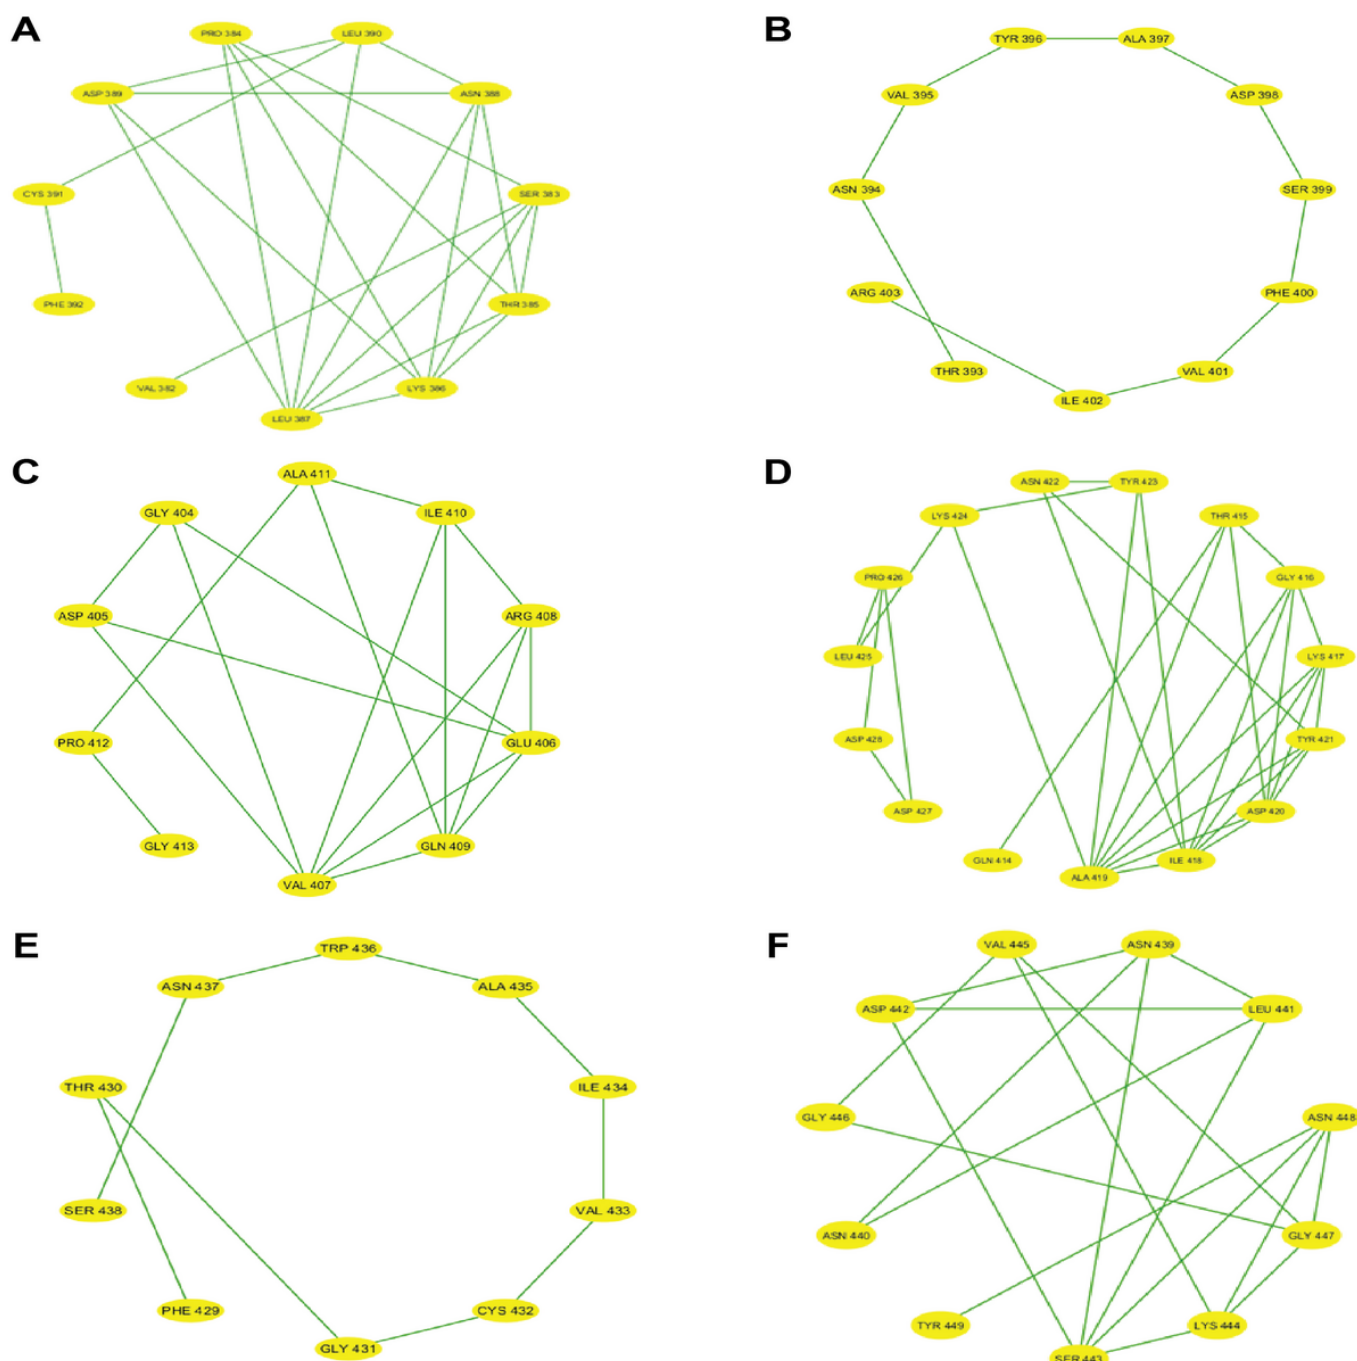 A
PRO 384
LEU 390
ASP 389
ASN 388
CYS 391
SER 383
PHE 392
THR 385
VAL 382
LYS 386
LEU 387
B
TYR 396
ALA 397
VAL 395
ASP 398
ASN 394
SER 399
ARG 403
PHE 400
THR 393
VAL 401
ILE 402
C
ALA 411
GLY 404
ILE 410
ASP 405
ARG 408
PRO 412
GLU 406
GLY 413
GLN 409
VAL 407
D
ASN 422
TYR 423
LYS 424
THR 415
PRO 426
GLY 416
LEU 425
LYS 417
ASP 428
TYR 421
ASP 427
ASP 420
GLN 414
ILE 418
ALA 419
E
TRP 436
ASN 437
ALA 435
THR 430
ILE 434
SER 438
VAL 433
PHE 429
CYS 432
GLY 431
F
VAL 445
ASN 439
ASP 442
LEU 441
GLY 446
ASN 448
ASN 440
GLY 447
TYR 449
LYS 444
SER 443